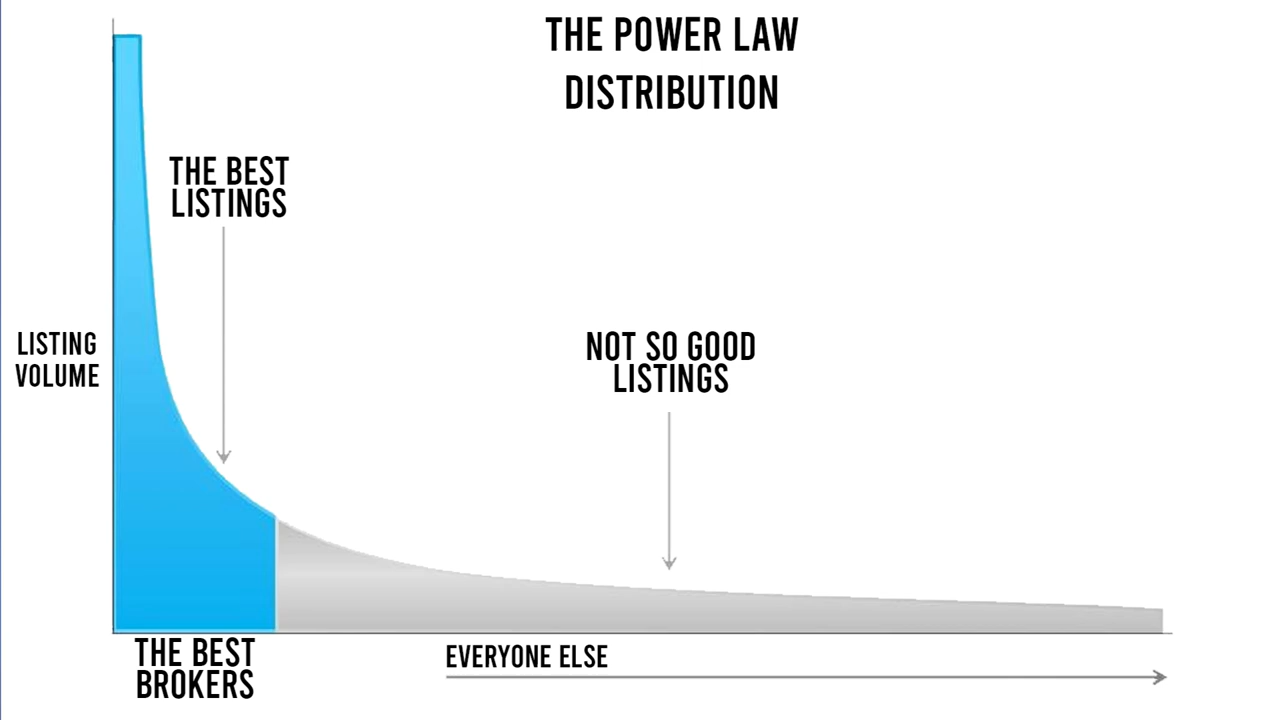 THE POWER LAW
DISTRIBUTION
THE BEST
LISTINGS
LISTING
VOLUME
NOT SO GOOD
LISTINGS
THE BEST
BROKERS
EVERYONE ELSE